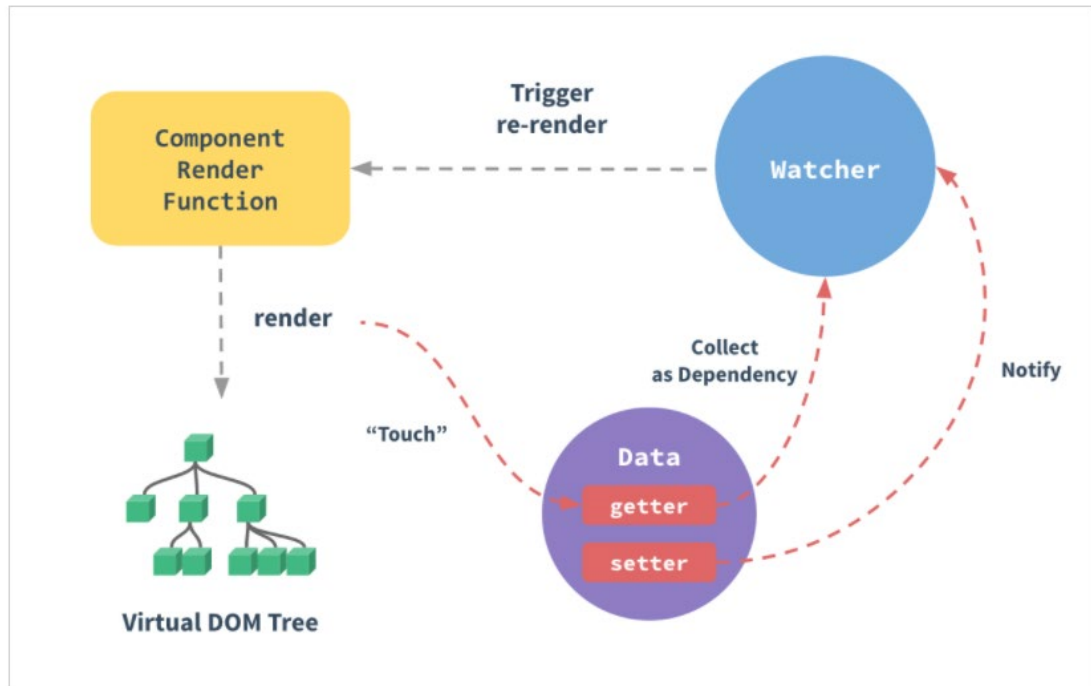 Trigger
re-render
Component
Render
Function
Watcher
render
Collect
as Dependency
Notify
“Touch”
Data
getter
setter
Virtual DOM Tree